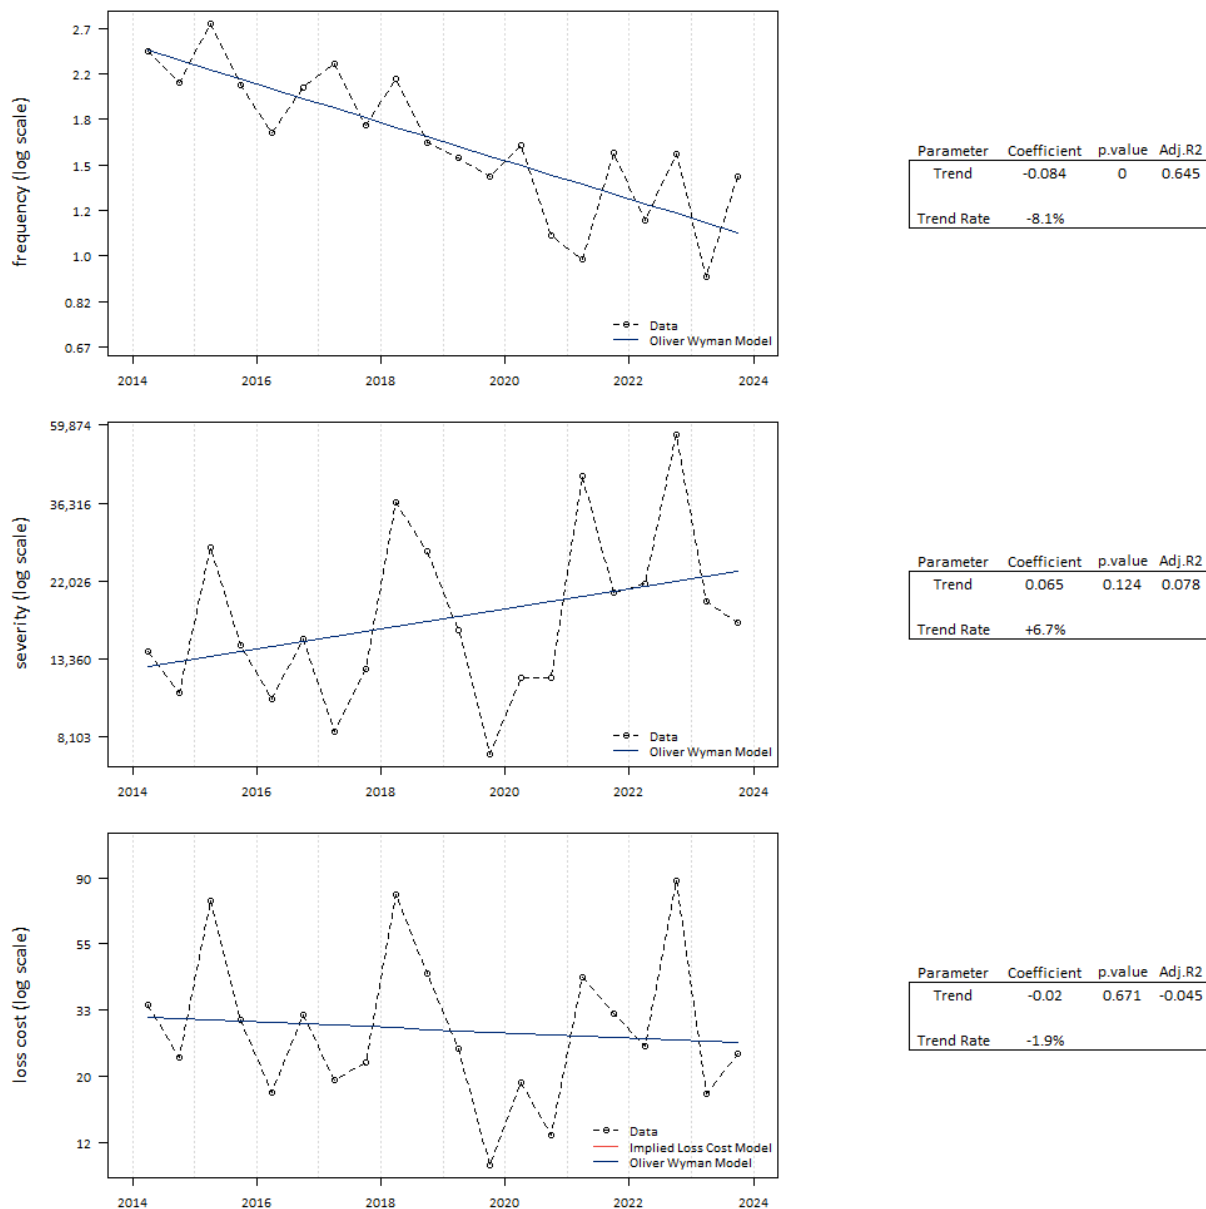 frequency (log scale)
2.7
2.2
1.8
1.5
1.2
1.0
0.82
0.67
Data
Oliver Wyman Model
2014 2016 2018 2020 2022 2024
Parameter Coefficient p.value Adj.R2
Trend -0.084 0 0.645
Trend Rate -8.1%
severity (log scale)
59,874
36,316
22,026
13,360
8,103
Data
Oliver Wyman Model
2014 2016 2018 2020 2022 2024
Parameter Coefficient p.value Adj.R2
Trend 0.065 0.124 0.078
Trend Rate +6.7%
loss cost (log scale)
90
55
33
20
12
Data
Implied Loss Cost Model
Oliver Wyman Model
2014 2016 2018 2020 2022 2024
Parameter Coefficient p.value Adj.R2
Trend -0.02 0.671 -0.045
Trend Rate -1.9%